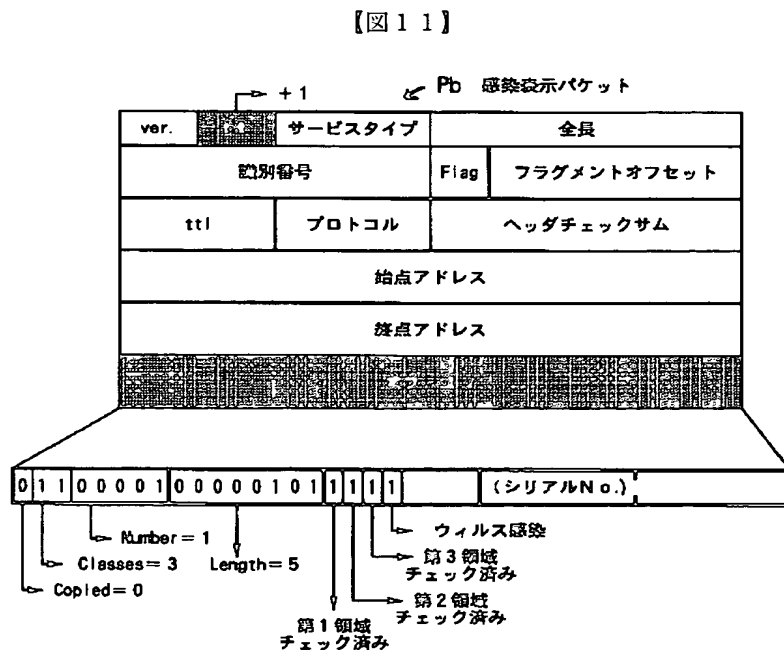 【図11】
+1
Pb 感染表示パケット
ver.
サービスタイプ
全長
識別番号
Flag
フラグメントオフセット
ttl
プロトコル
ヘッダチェックサム
始点アドレス
終点アドレス
0 1 1 0 0 0 0 1 0 0 0 0 0 1 0 1 1 1 1 1 (シリアルNo.)
Number=1
ウィルス感染
Classes=3 Length=5
第3領域
チェック済み
Copied=0
第2領域
チェック済み
第1領域
チェック済み